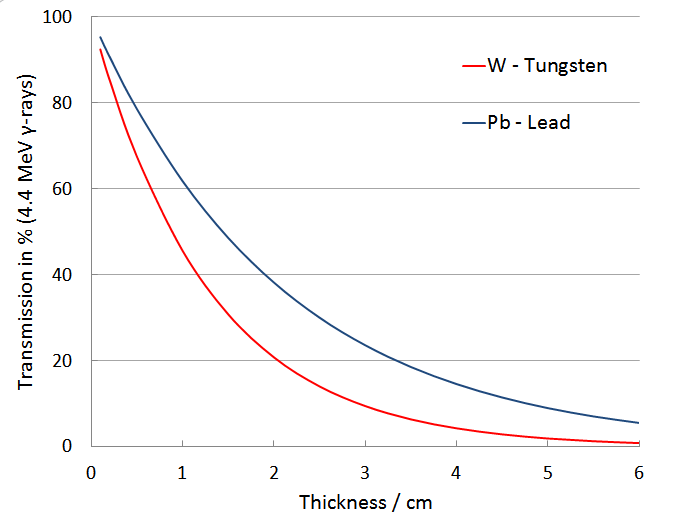 100
80
60
40
20
0
0 1 2 3 4 5 6
Transmission in % (4.4 MeV γ-rays)
Thickness / cm
W - Tungsten
Pb - Lead